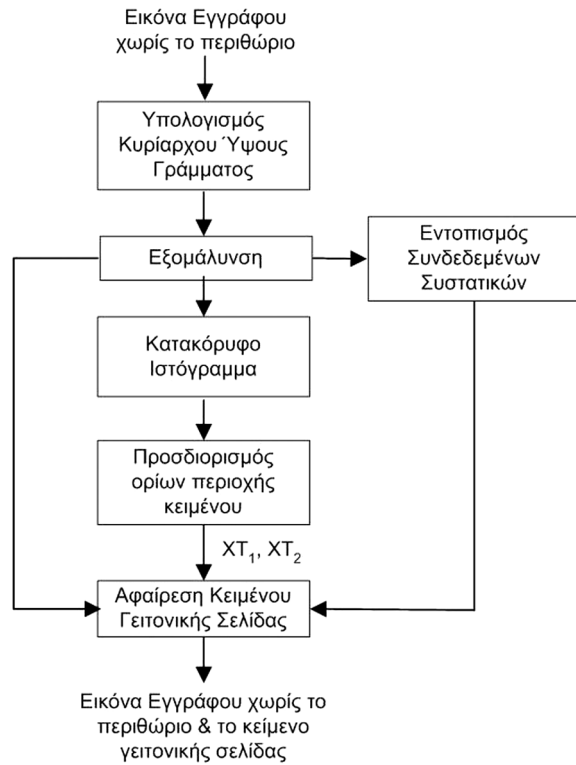 Εικόνα Εγγράφου
χωρίς το περιθώριο
Υπολογισμός
Κυρίαρχου Ύψους
Γράμματος
Εξομάλυνση
Εντοπισμός
Συνδεδεμένων
Συστατικών
Κατακόρυφο
Ιστόγραμμα
Προσδιορισμός
ορίων περιοχής
κειμένου
XT₁, XT₂
Αφαίρεση Κειμένου
Γειτονικής Σελίδας
Εικόνα Εγγράφου χωρίς το
περιθώριο & το κείμενο
γειτονικής σελίδας